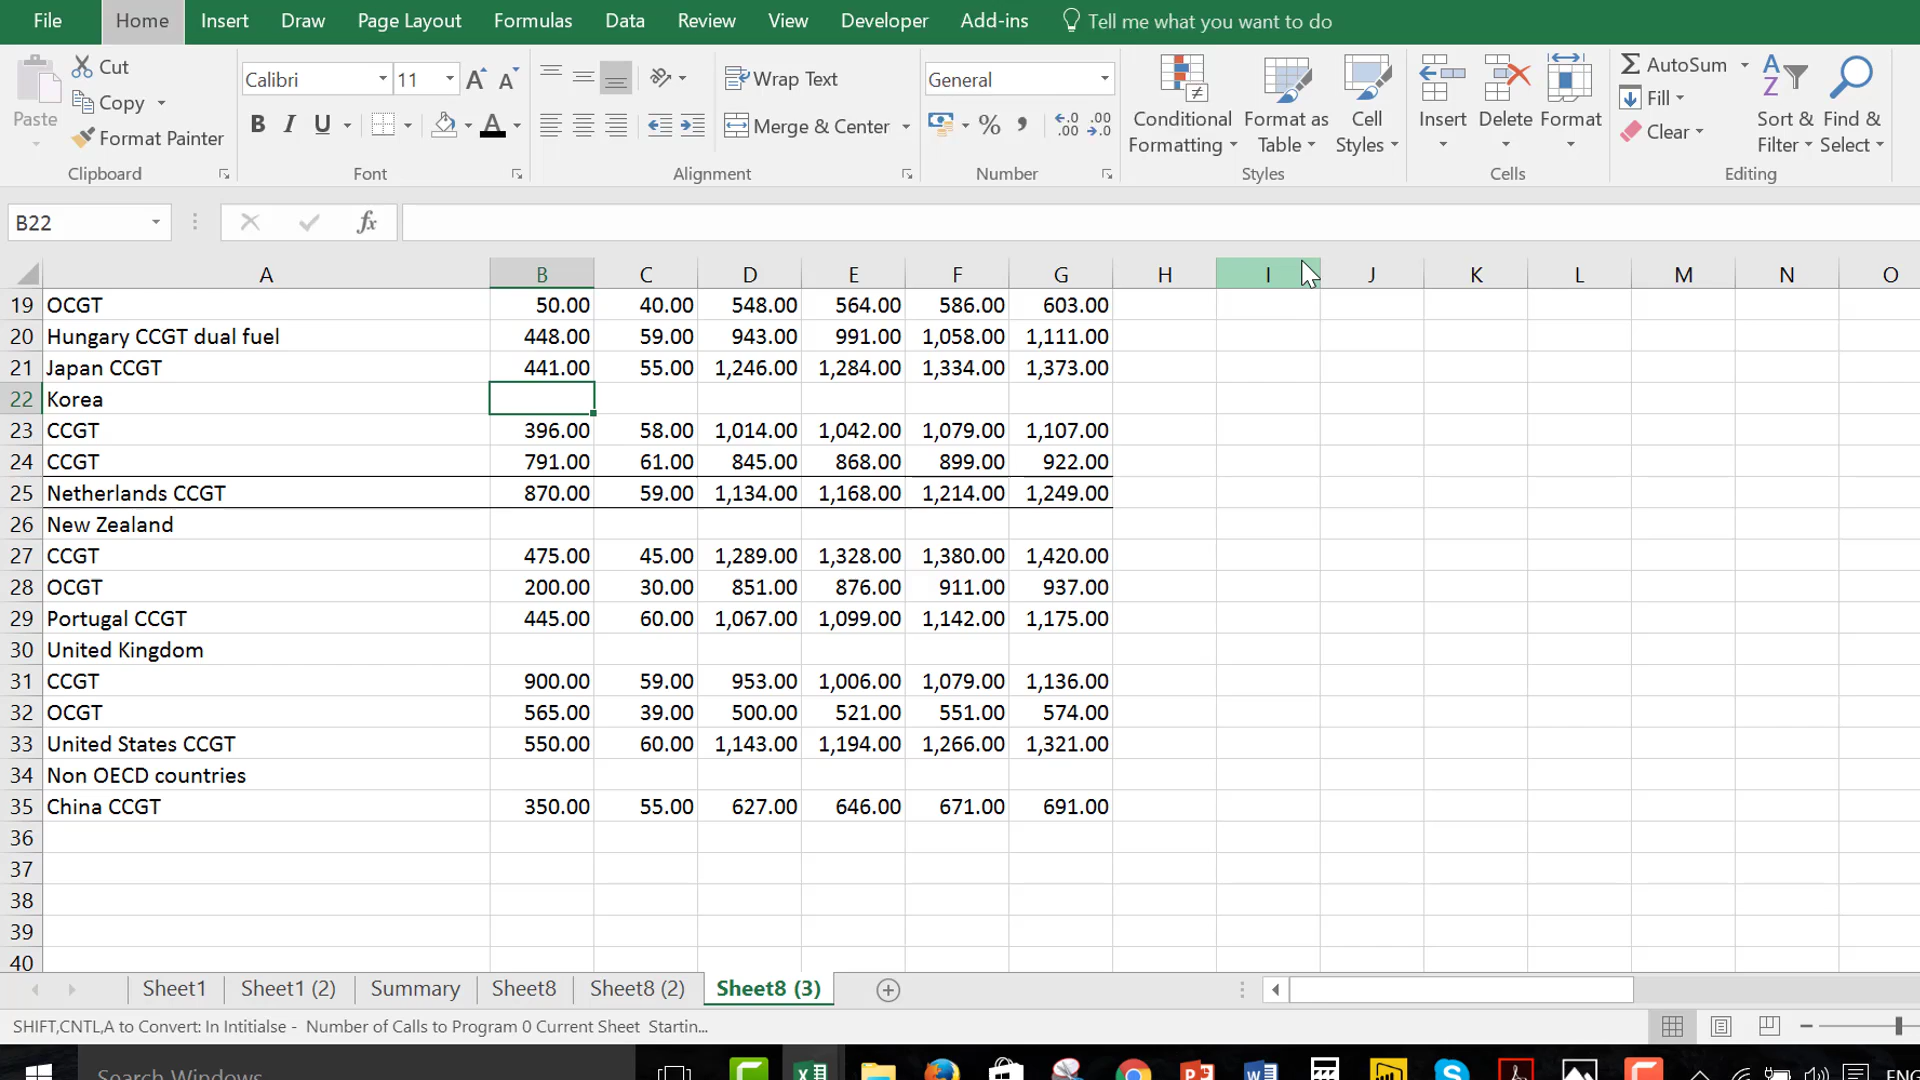 File Home Insert Draw Page Layout Formulas Data Review View Developer Add-ins Tell me what you want to do
Paste Cut Copy Format Painter Clipboard
Calibri 11 A A B I U A Font
Wrap Text Merge & Center Alignment
General % , .00 .00 Number
Conditional Formatting Format as Table Cell Styles Styles
Insert Delete Format Cells
AutoSum Fill Clear Sort & Filter Find & Select Editing
B22 fx
A B C D E F G H I J K L M N O
19 OCGT 50.00 40.00 548.00 564.00 586.00 603.00
20 Hungary CCGT dual fuel 448.00 59.00 943.00 991.00 1,058.00 1,111.00
21 Japan CCGT 441.00 55.00 1,246.00 1,284.00 1,334.00 1,373.00
22 Korea
23 CCGT 396.00 58.00 1,014.00 1,042.00 1,079.00 1,107.00
24 CCGT 791.00 61.00 845.00 868.00 899.00 922.00
25 Netherlands CCGT 870.00 59.00 1,134.00 1,168.00 1,214.00 1,249.00
26 New Zealand
27 CCGT 475.00 45.00 1,289.00 1,328.00 1,380.00 1,420.00
28 OCGT 200.00 30.00 851.00 876.00 911.00 937.00
29 Portugal CCGT 445.00 60.00 1,067.00 1,099.00 1,142.00 1,175.00
30 United Kingdom
31 CCGT 900.00 59.00 953.00 1,006.00 1,079.00 1,136.00
32 OCGT 565.00 39.00 500.00 521.00 551.00 574.00
33 United States CCGT 550.00 60.00 1,143.00 1,194.00 1,266.00 1,321.00
34 Non OECD countries
35 China CCGT 350.00 55.00 627.00 646.00 671.00 691.00
36
37
38
39
40
Sheet1 Sheet1 (2) Summary Sheet8 Sheet8 (2) Sheet8 (3)
SHIFT,CNTL,A to Convert: In Intitialse - Number of Calls to Program 0 Current Sheet Startin...
Search Windows ENG